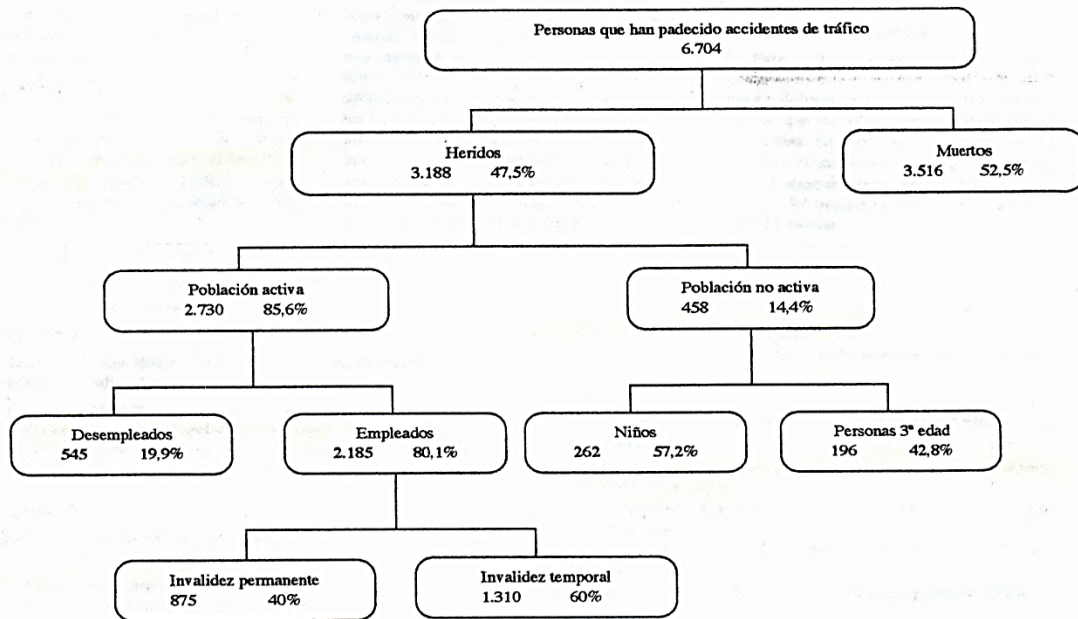 Personas que han padecido accidentes de tráfico
6.704
Heridos
3.188 47,5%
Muertos
3.516 52,5%
Población activa
2.730 85,6%
Población no activa
458 14,4%
Desempleados
545 19,9%
Empleados
2.185 80,1%
Niños
262 57,2%
Personas 3ª edad
196 42,8%
Invalidez permanente
875 40%
Invalidez temporal
1.310 60%